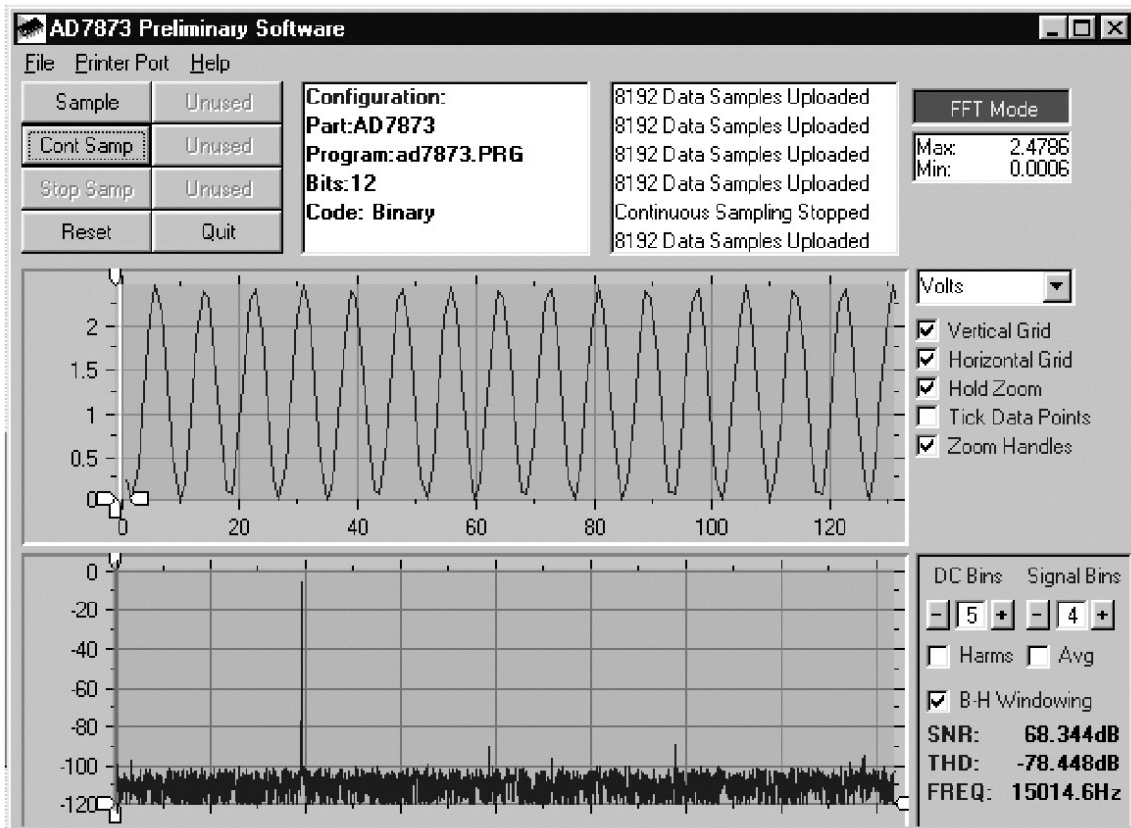 AD7873 Preliminary Software
File Printer Port Help
Sample Unused
Cont Samp Unused
Stop Samp Unused
Reset Quit
Configuration:
Part:AD7873
Program:ad7873.PRG
Bits:12
Code: Binary
8192 Data Samples Uploaded
8192 Data Samples Uploaded
8192 Data Samples Uploaded
8192 Data Samples Uploaded
Continuous Sampling Stopped
8192 Data Samples Uploaded
FFT Mode
Max: 2.4786
Min: 0.0006
2
1.5
1
0.5
0
0 20 40 60 80 100 120
Volts
Vertical Grid
Horizontal Grid
Hold Zoom
Tick Data Points
Zoom Handles
0
-20
-40
-60
-80
-100
-120
DC Bins Signal Bins
- 5 + - 4 +
Harms Avg
B-H Windowing
SNR: 68.344dB
THD: -78.448dB
FREQ: 15014.6Hz